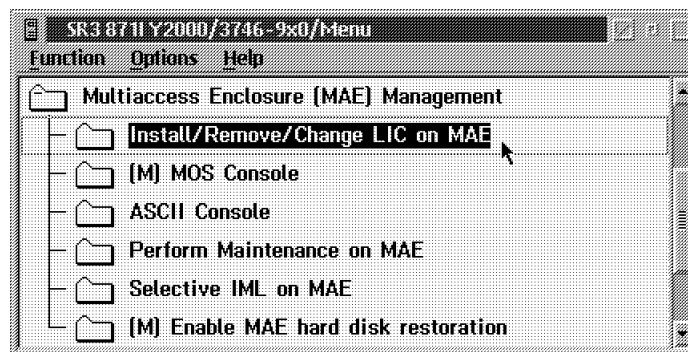 SR3 871I Y2000/3746-9x0/Menu
Function Options Help
Multiaccess Enclosure (MAE) Management
Install/Remove/Change LIC on MAE
(M) MOS Console
ASCII Console
Perform Maintenance on MAE
Selective IML on MAE
(M) Enable MAE hard disk restoration